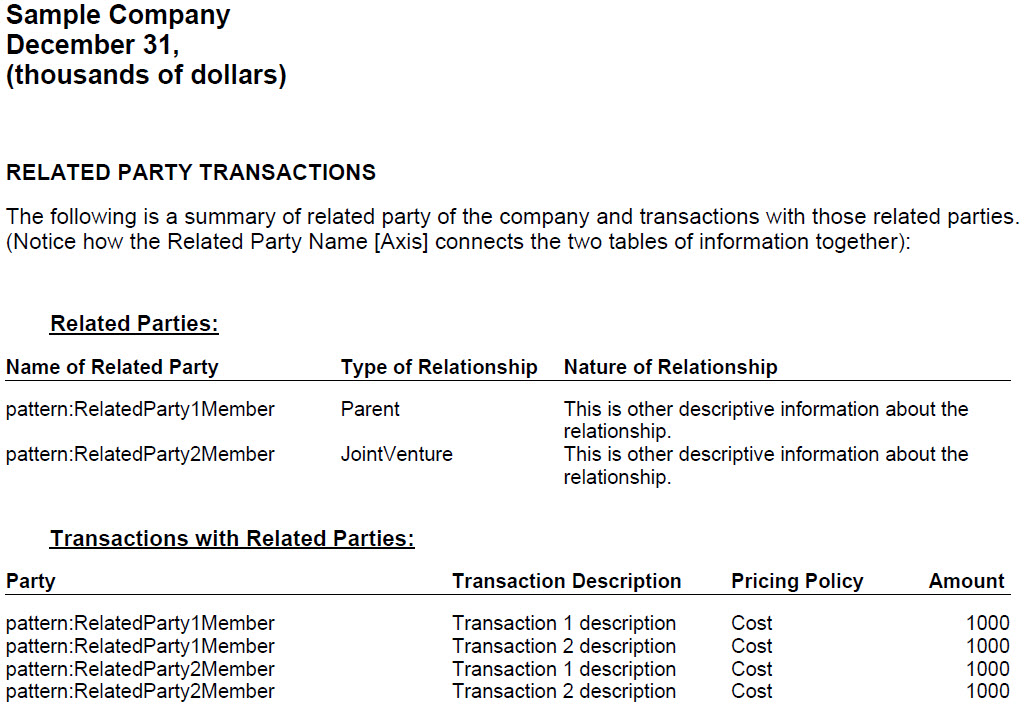 Sample Company
December 31,
(thousands of dollars)
RELATED PARTY TRANSACTIONS
The following is a summary of related party of the company and transactions with those related parties.
(Notice how the Related Party Name [Axis] connects the two tables of information together):
Related Parties:
Name of Related Party Type of Relationship Nature of Relationship
pattern:RelatedParty1Member Parent This is other descriptive information about the
relationship.
pattern:RelatedParty2Member JointVenture This is other descriptive information about the
relationship.
Transactions with Related Parties:
Party Transaction Description Pricing Policy Amount
pattern:RelatedParty1Member Transaction 1 description Cost 1000
pattern:RelatedParty1Member Transaction 2 description Cost 1000
pattern:RelatedParty2Member Transaction 1 description Cost 1000
pattern:RelatedParty2Member Transaction 2 description Cost 1000